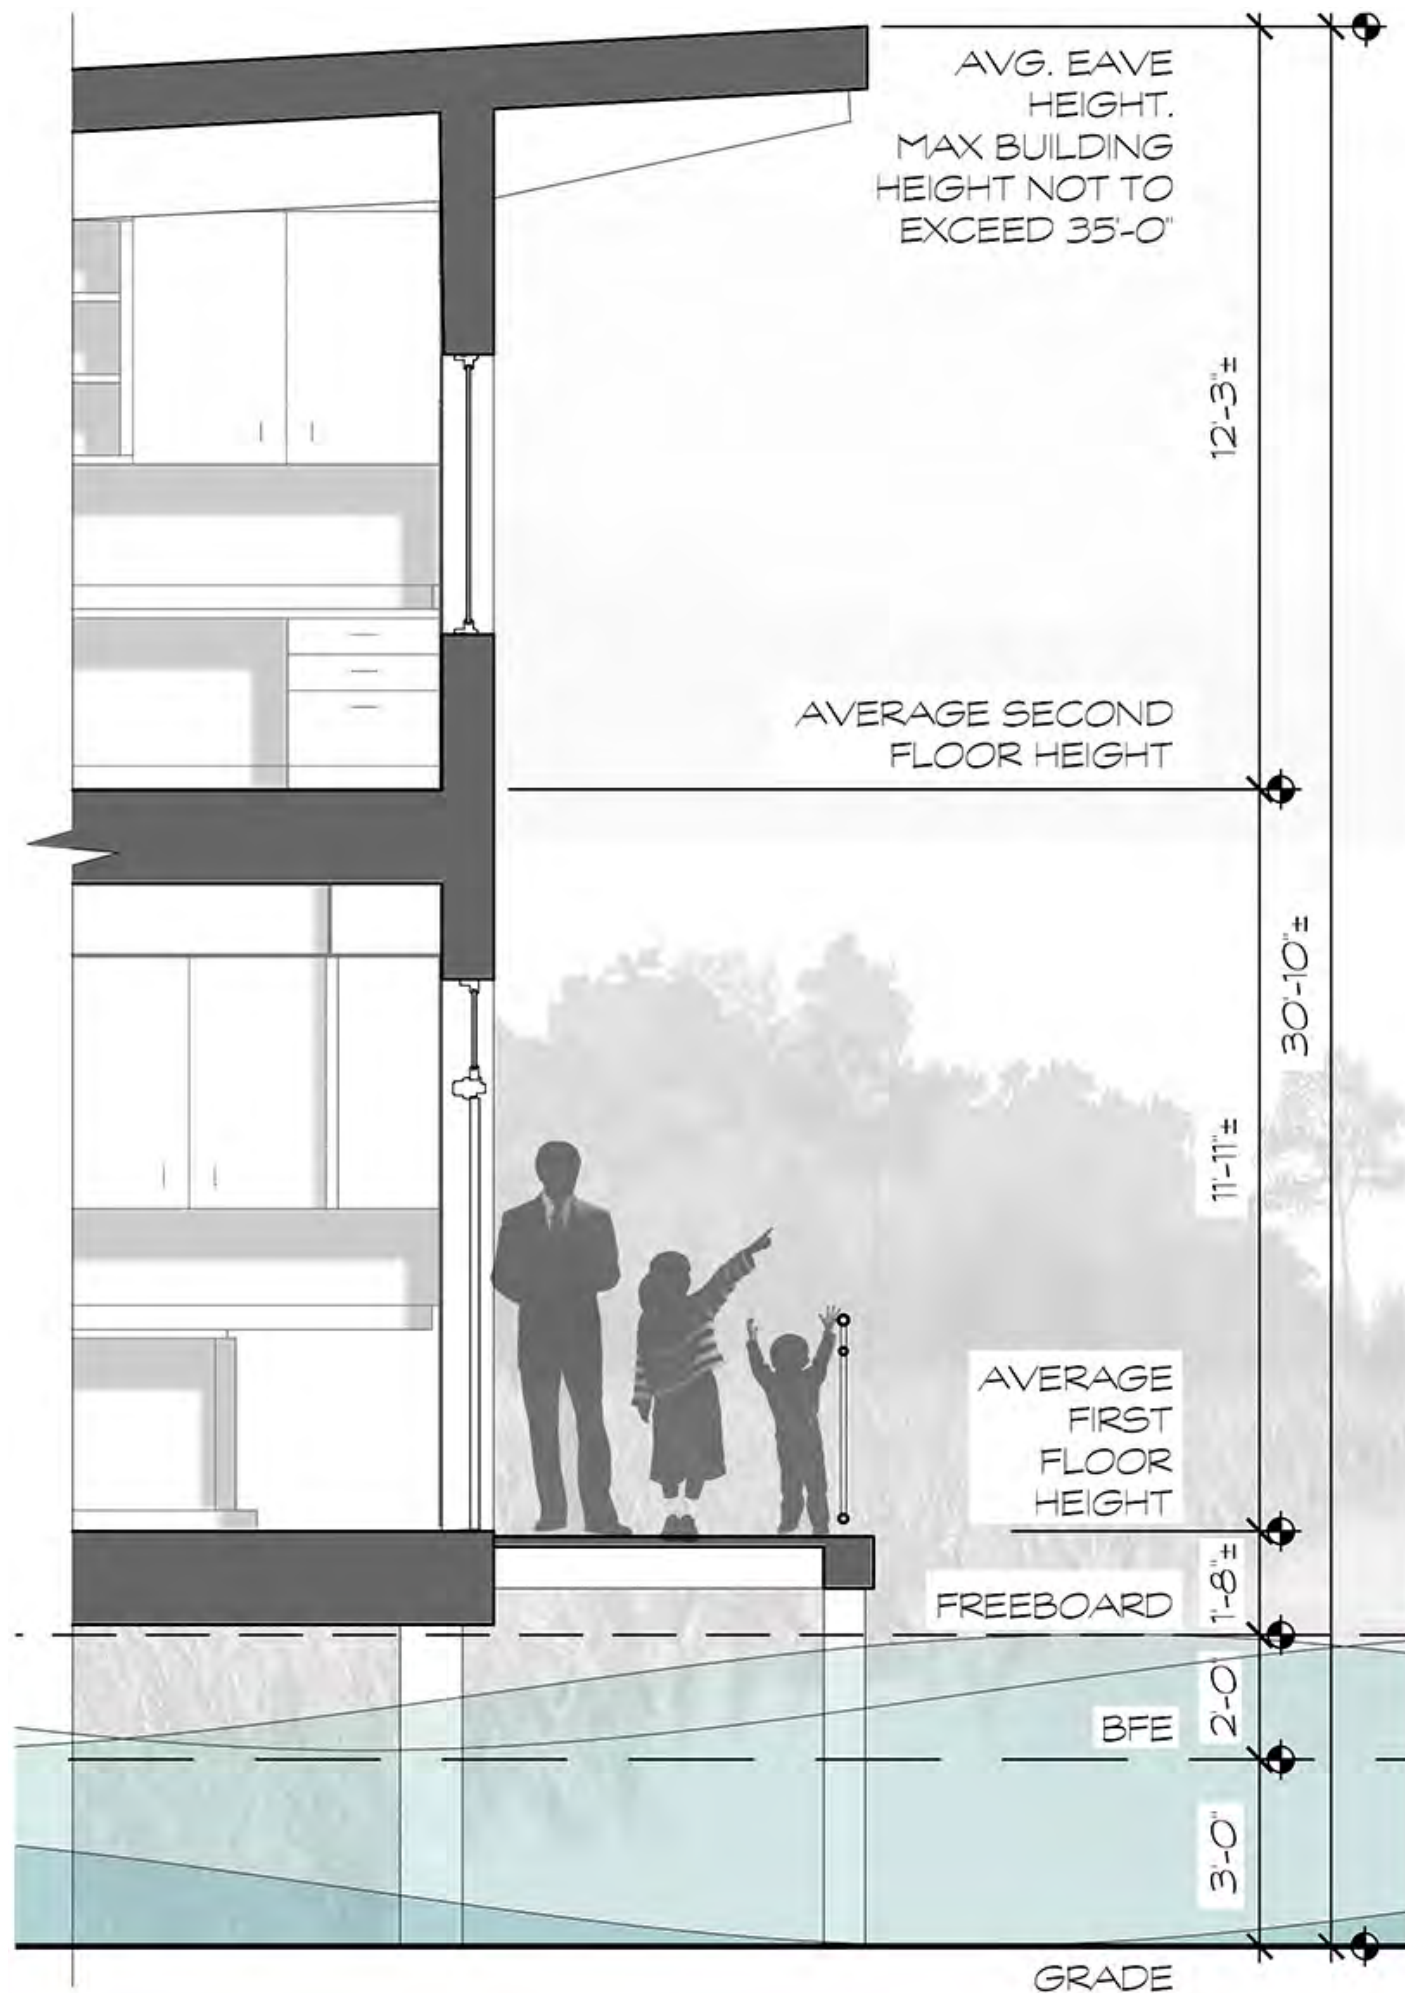 AVG. EAVE
HEIGHT.
MAX BUILDING
HEIGHT NOT TO
EXCEED 35'-0"
12'-3"±
AVERAGE SECOND
FLOOR HEIGHT
30'-10"±
11'-11"±
AVERAGE
FIRST
FLOOR
HEIGHT
1'-8"±
FREEBOARD
2'-0"
BFE
3'-0"
GRADE